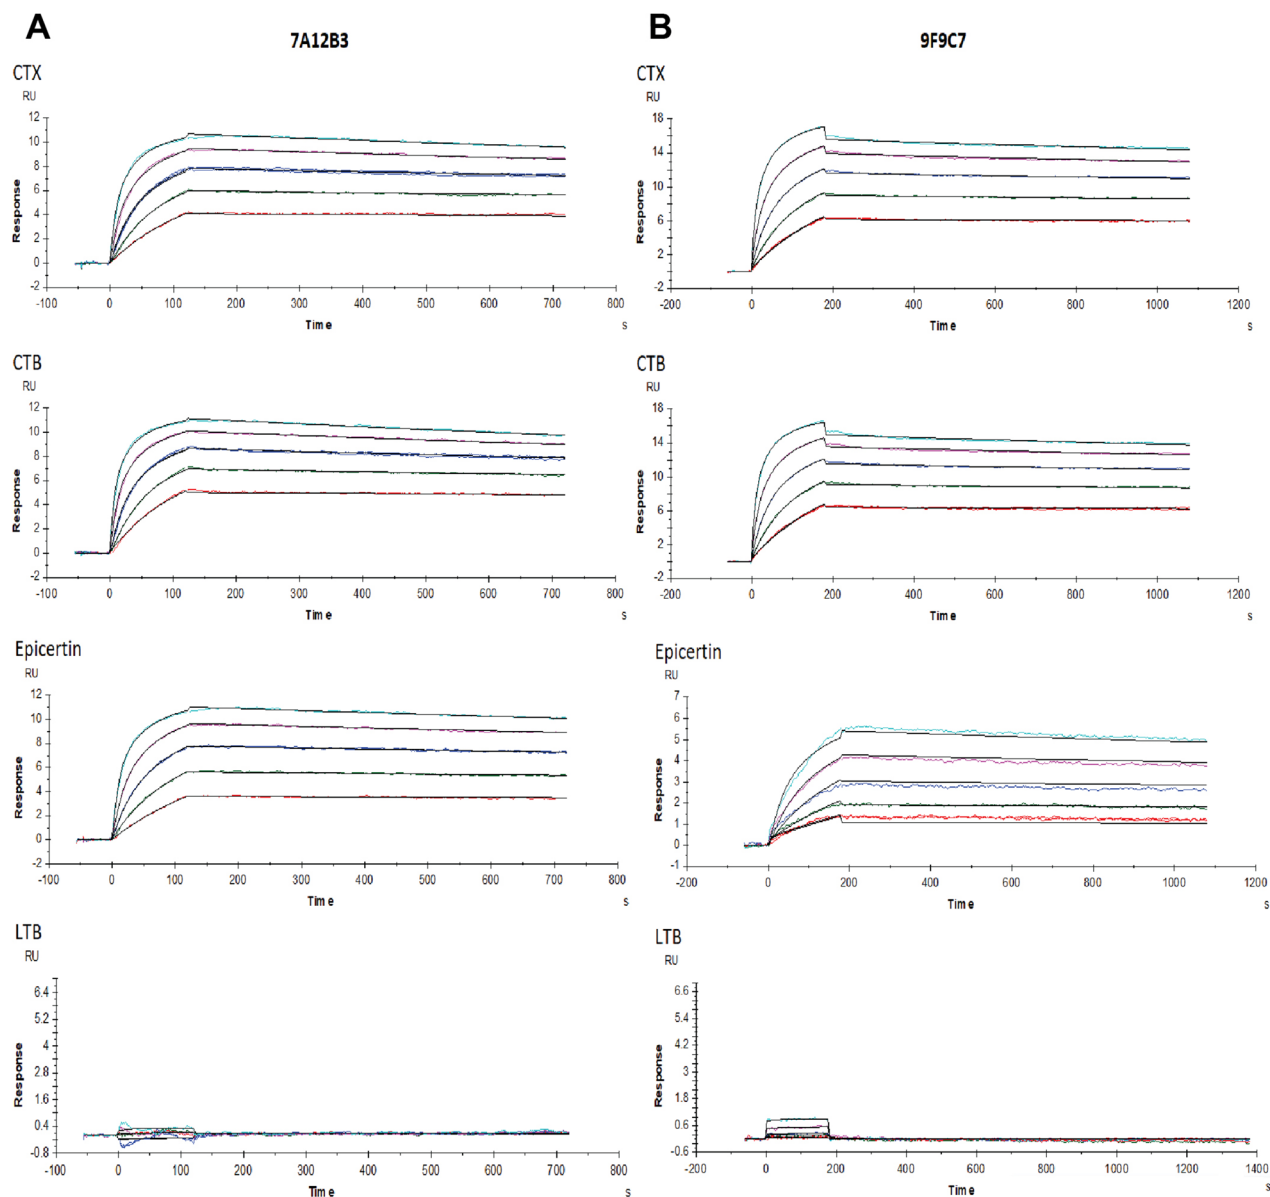 A
7A12B3
CTX
RU
12
10
8
6
4
2
0
-2
Response
-100 0 100 200 300 400 500 600 700 800
Time s
CTB
RU
12
10
8
6
4
2
0
-2
Response
-100 0 100 200 300 400 500 600 700 800
Time s
Epicertin
RU
12
10
8
6
4
2
0
-2
Response
-100 0 100 200 300 400 500 600 700 800
Time s
LTB
RU
6.4
5.2
4
2.8
1.6
0.4
-0.8
Response
-100 0 100 200 300 400 500 600 700 800
Time s
B
9F9C7
CTX
RU
18
14
10
6
2
-2
Response
-200 0 200 400 600 800 1000 1200
Time s
CTB
RU
18
14
10
6
2
-2
Response
-200 0 200 400 600 800 1000 1200
Time s
Epicertin
RU
7
6
5
4
3
2
1
0
-1
Response
-200 0 200 400 600 800 1000 1200
Time s
LTB
RU
6.6
5.4
4.2
3
1.8
0.6
-0.6
Response
-200 0 200 400 600 800 1000 1200 1400
Time s